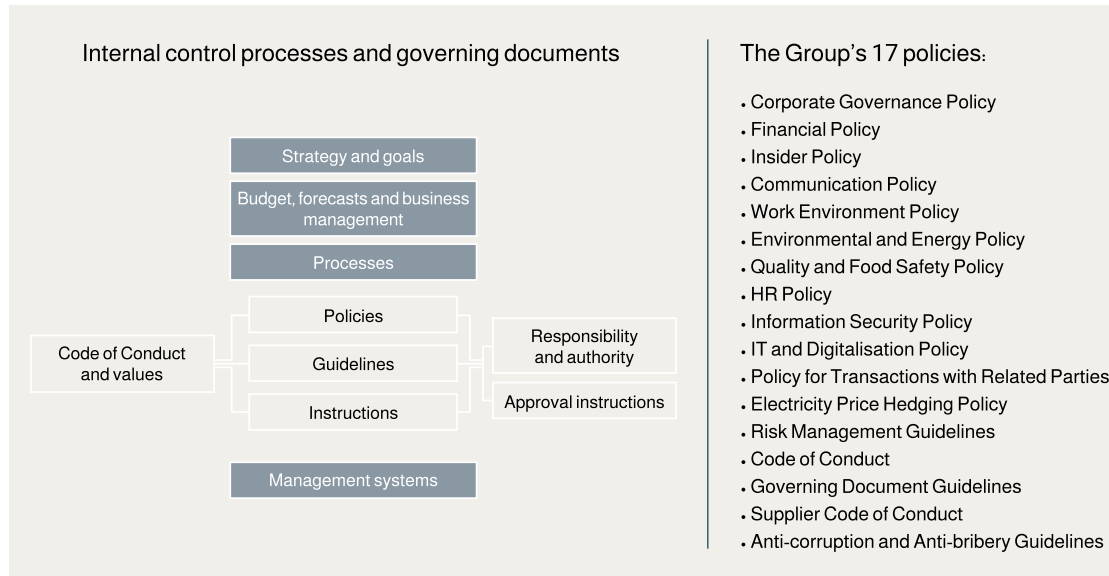 Internal control processes and governing documents
Strategy and goals
Budget, forecasts and business
management
Processes
Code of Conduct
and values
Policies
Guidelines
Instructions
Responsibility
and authority
Approval instructions
Management systems
The Group's 17 policies:
• Corporate Governance Policy
• Financial Policy
• Insider Policy
• Communication Policy
• Work Environment Policy
• Environmental and Energy Policy
• Quality and Food Safety Policy
• HR Policy
• Information Security Policy
• IT and Digitalisation Policy
• Policy for Transactions with Related Parties
• Electricity Price Hedging Policy
• Risk Management Guidelines
• Code of Conduct
• Governing Document Guidelines
• Supplier Code of Conduct
• Anti-corruption and Anti-bribery Guidelines